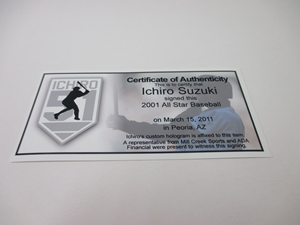 ICHIRO
51
Certificate of Authenticity
This is to certify that
Ichiro Suzuki
signed this
2001 All Star Baseball
on March 15, 2011
in Peoria, AZ
Ichiro's custom hologram is affixed to this item.
A representative from Mill Creek Sports and ADA
Financial were present to witness this signing.